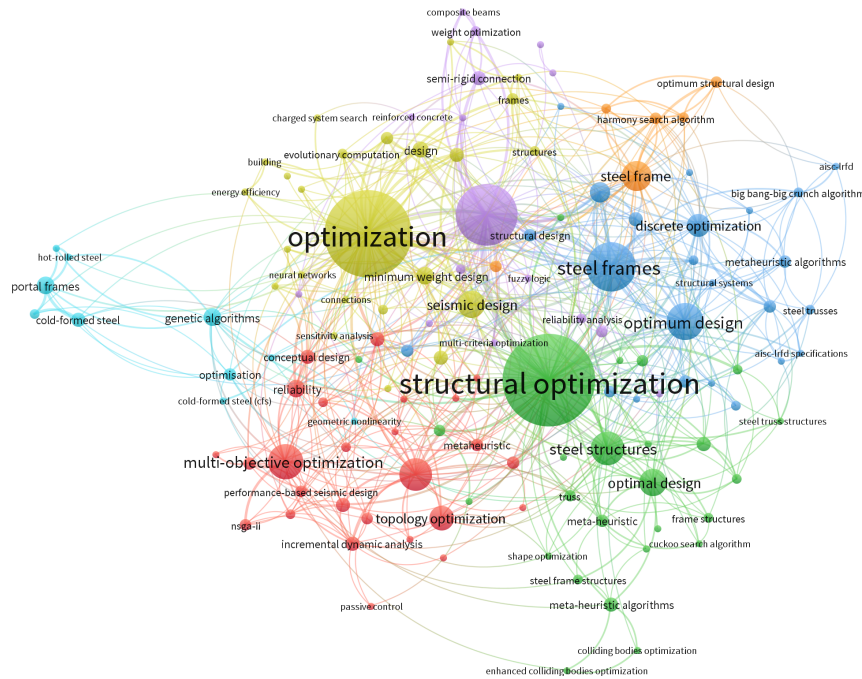 composite beams
weight optimization
semi-rigid connection
optimum structural design
frames
charged system search
reinforced concrete
harmony search algorithm
evolutionary computation
design
structures
building
steel frame
aisc-lrfd
energy efficiency
big bang-big crunch algorithm
optimization
structural design
discrete optimization
hot-rolled steel
steel frames
metaheuristic algorithms
neural networks
minimum weight design
fuzzy logic
structural systems
portal frames
connections
seismic design
steel trusses
cold-formed steel
genetic algorithms
reliability analysis
optimum design
sensitivity analysis
multi-criteria optimization
conceptual design
aisc-lrfd specifications
optimisation
structural optimization
reliability
cold-formed steel (cfs)
geometric nonlinearity
steel truss structures
metaheuristic
steel structures
multi-objective optimization
optimal design
performance-based seismic design
truss
nsga-ii
topology optimization
meta-heuristic
frame structures
incremental dynamic analysis
cuckoo search algorithm
shape optimization
steel frame structures
passive control
meta-heuristic algorithms
colliding bodies optimization
enhanced colliding bodies optimization